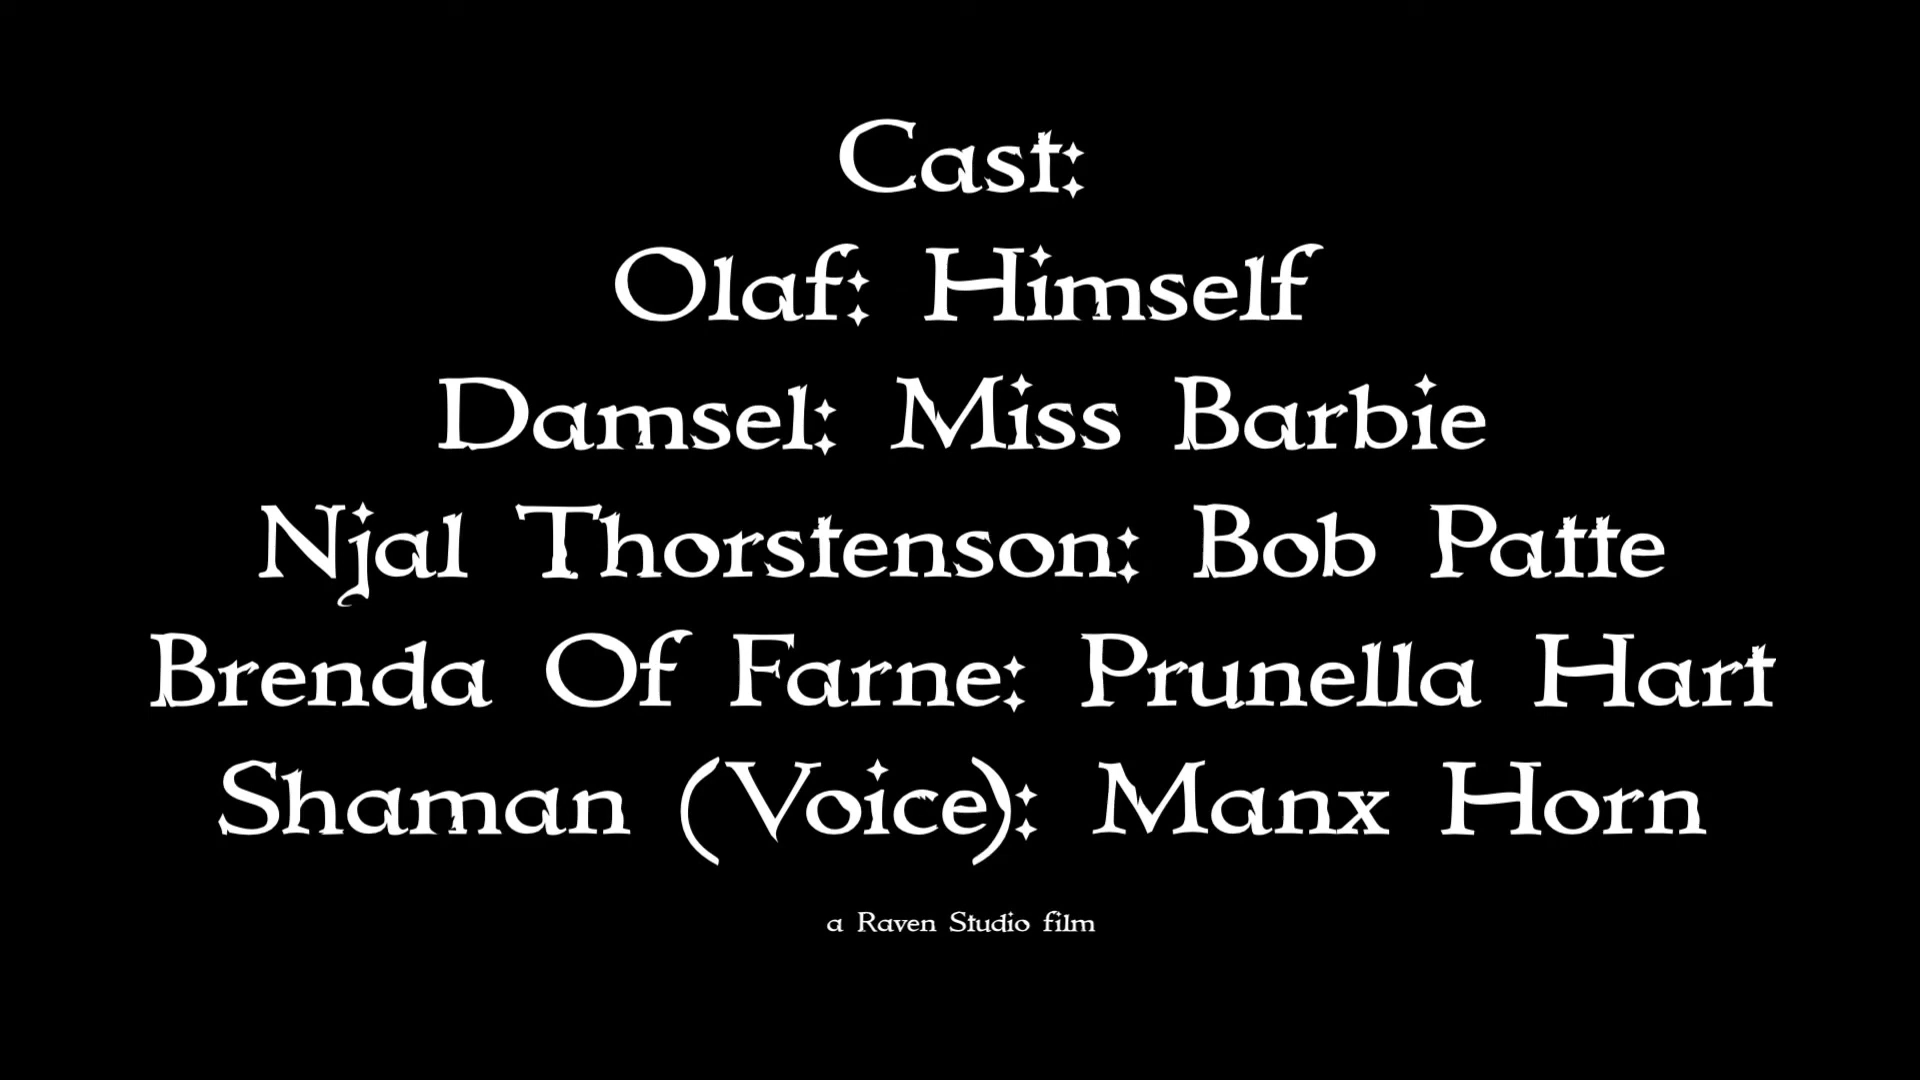 Cast:
Olaf: Himself
Damsel: Miss Barbie
Njal Thorstenson: Bob Patte
Brenda Of Farne: Prunella Hart
Shaman (Voice): Manx Horn
a Raven Studio film